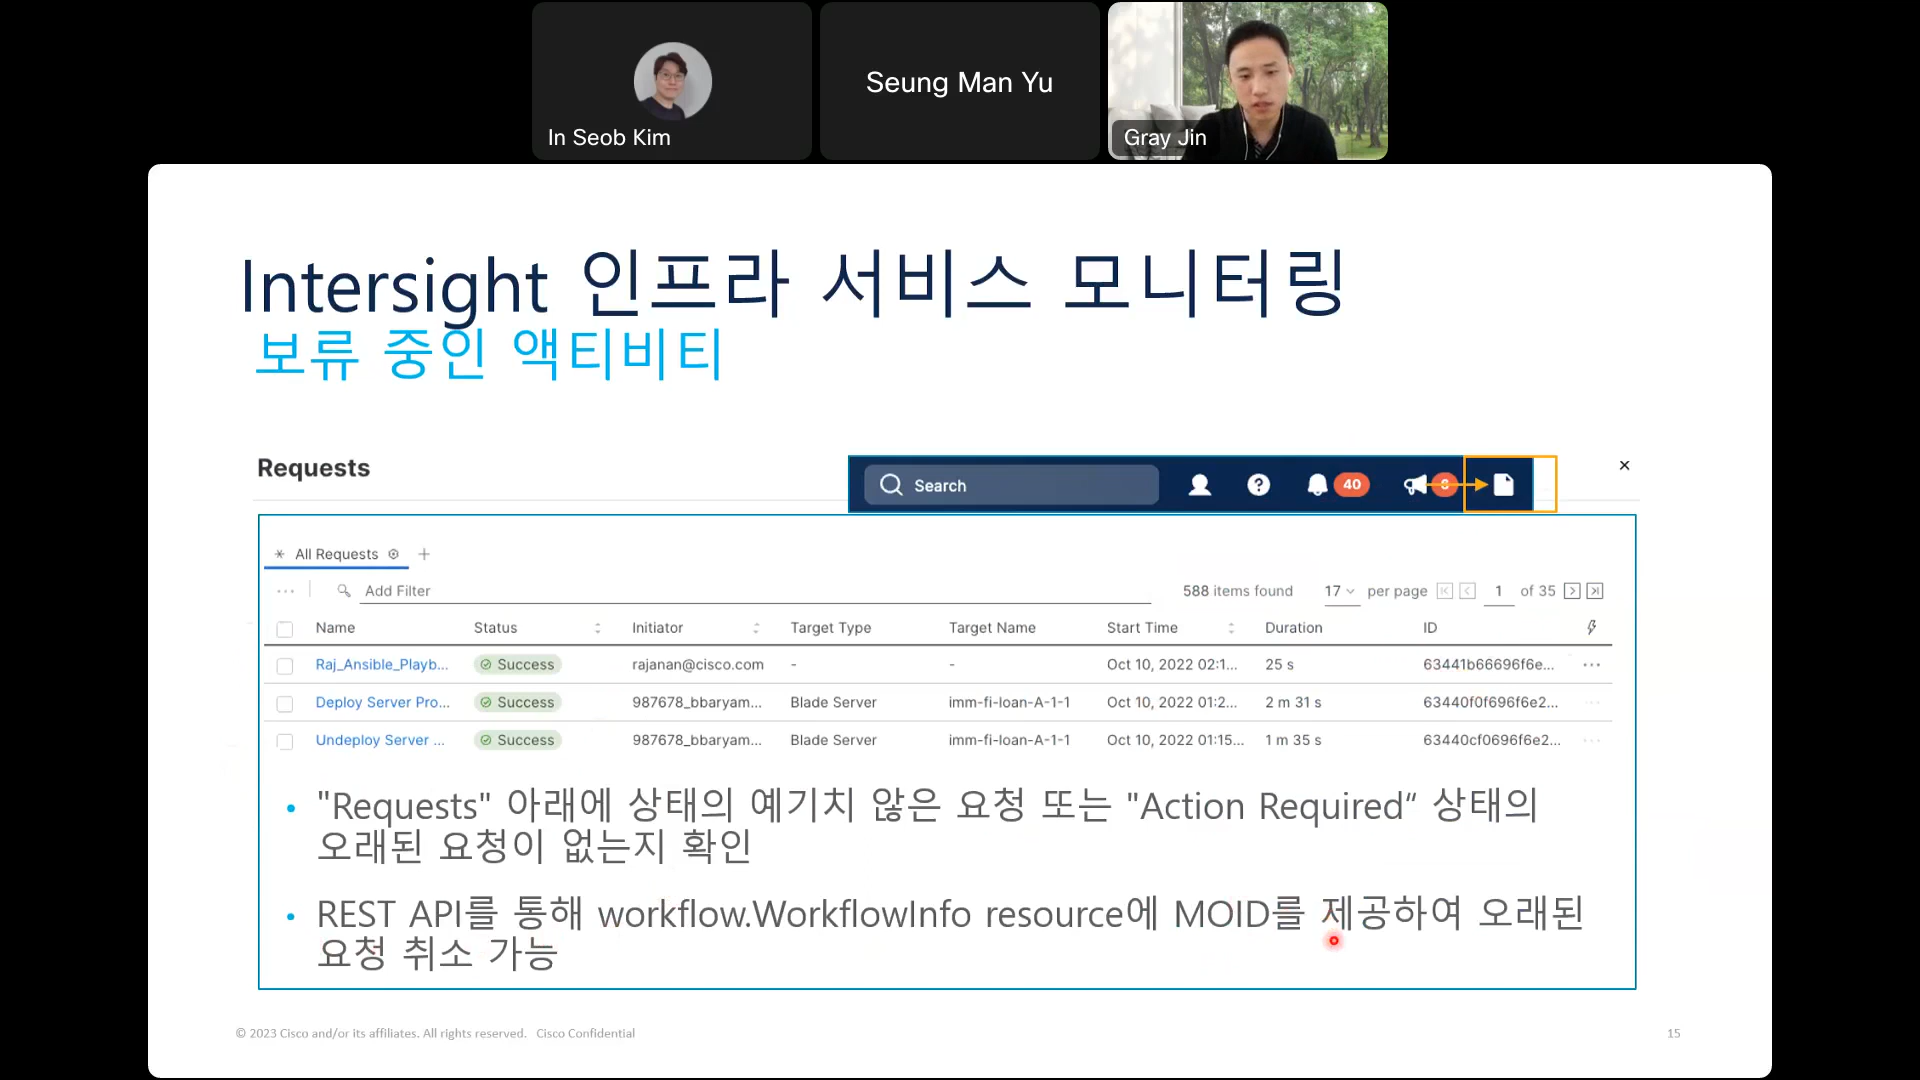 In Seob Kim
Seung Man Yu
Gray Jin
Intersight 인프라 서비스 모니터링
보류 중인 액티비티
Requests
Search 40
All Requests
Add Filter 588 items found 17 per page 1 of 35
Name Status Initiator Target Type Target Name Start Time Duration ID
Raj_Ansible_Playb... Success rajanan@cisco.com - - Oct 10, 2022 02:1... 25 s 63441b66696f6e...
Deploy Server Pro... Success 987678_bbaryam... Blade Server imm-fi-loan-A-1-1 Oct 10, 2022 01:2... 2 m 31 s 63440f0f696f6e2...
Undeploy Server ... Success 987678_bbaryam... Blade Server imm-fi-loan-A-1-1 Oct 10, 2022 01:15... 1 m 35 s 63440cf0696f6e2...
• "Requests" 아래에 상태의 예기치 않은 요청 또는 "Action Required“ 상태의
오래된 요청이 없는지 확인
• REST API를 통해 workflow.WorkflowInfo resource에 MOID를 제공하여 오래된
요청 취소 가능
© 2023 Cisco and/or its affiliates. All rights reserved. Cisco Confidential
15